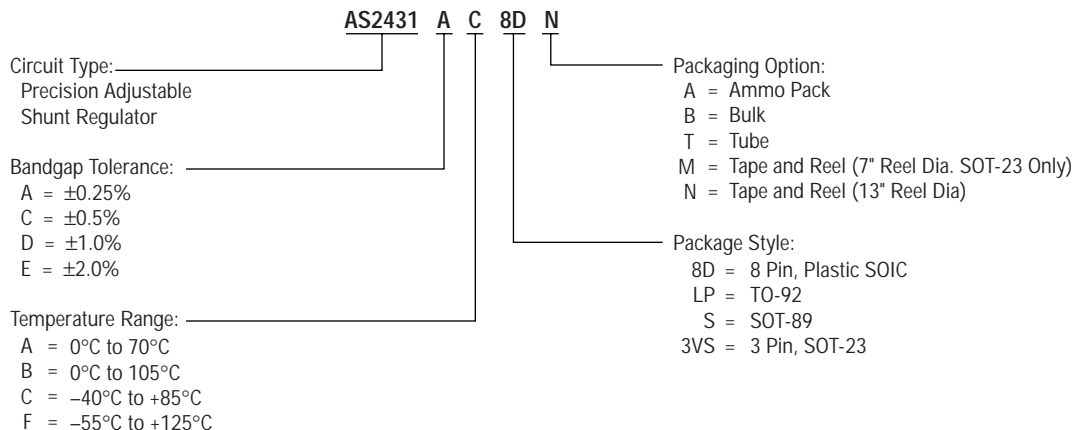 AS2431 A C 8D N
Circuit Type:
Precision Adjustable
Shunt Regulator
Bandgap Tolerance:
A = ±0.25%
C = ±0.5%
D = ±1.0%
E = ±2.0%
Temperature Range:
A = 0°C to 70°C
B = 0°C to 105°C
C = –40°C to +85°C
F = –55°C to +125°C
Packaging Option:
A = Ammo Pack
B = Bulk
T = Tube
M = Tape and Reel (7" Reel Dia. SOT-23 Only)
N = Tape and Reel (13" Reel Dia)
Package Style:
8D = 8 Pin, Plastic SOIC
LP = TO-92
S = SOT-89
3VS = 3 Pin, SOT-23